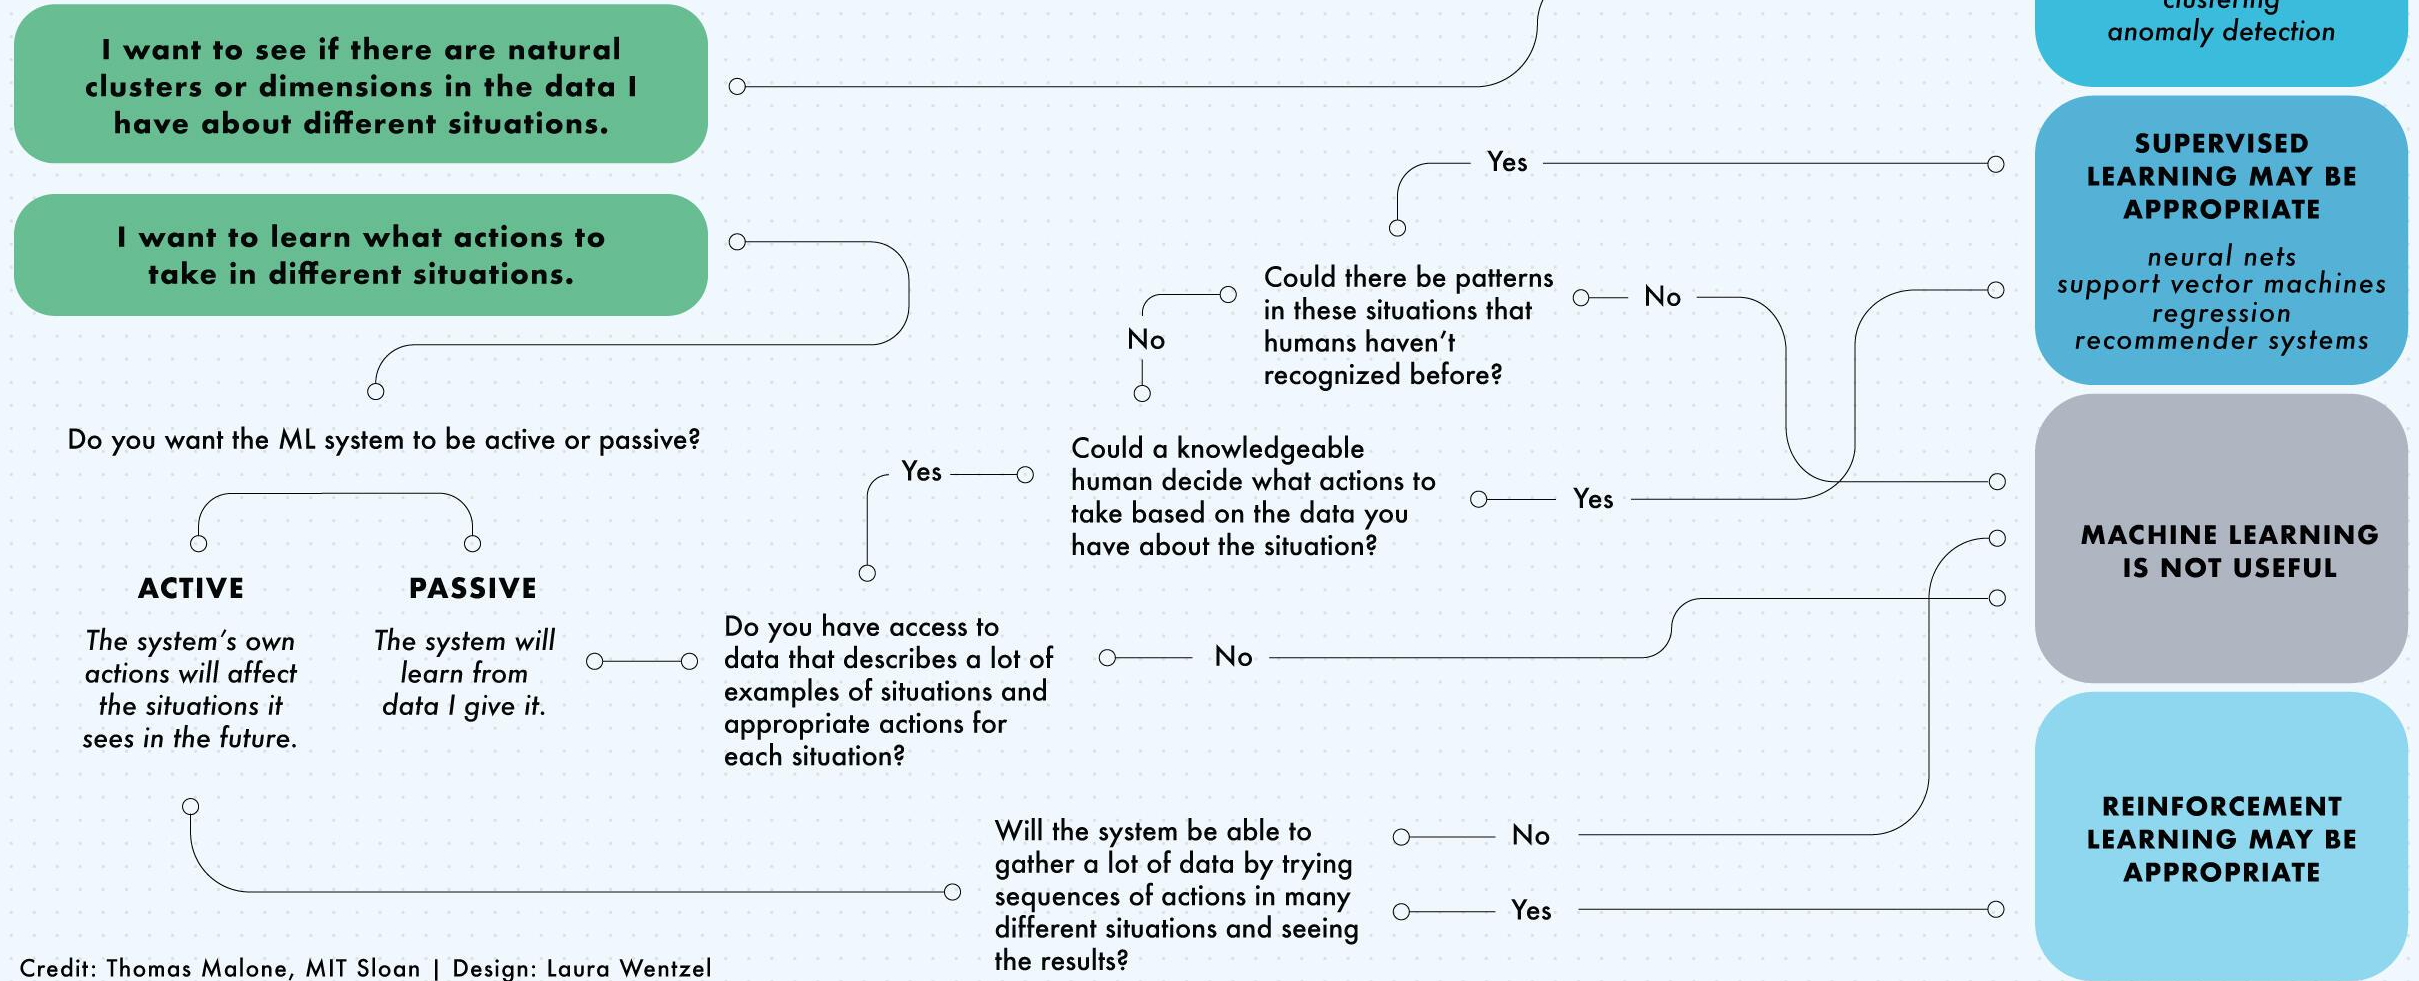 I want to see if there are natural
clusters or dimensions in the data I
have about different situations.
I want to learn what actions to
take in different situations.
Do you want the ML system to be active or passive?
ACTIVE
The system's own
actions will affect
the situations it
sees in the future.
PASSIVE
The system will
learn from
data I give it.
Do you have access to
data that describes a lot of
examples of situations and
appropriate actions for
each situation?
Yes
No
Could a knowledgeable
human decide what actions to
take based on the data you
have about the situation?
Yes
No
Could there be patterns
in these situations that
humans haven't
recognized before?
Yes
No
Will the system be able to
gather a lot of data by trying
sequences of actions in many
different situations and seeing
the results?
No
Yes
clustering
anomaly detection
SUPERVISED
LEARNING MAY BE
APPROPRIATE
neural nets
support vector machines
regression
recommender systems
MACHINE LEARNING
IS NOT USEFUL
REINFORCEMENT
LEARNING MAY BE
APPROPRIATE
Credit: Thomas Malone, MIT Sloan | Design: Laura Wentzel